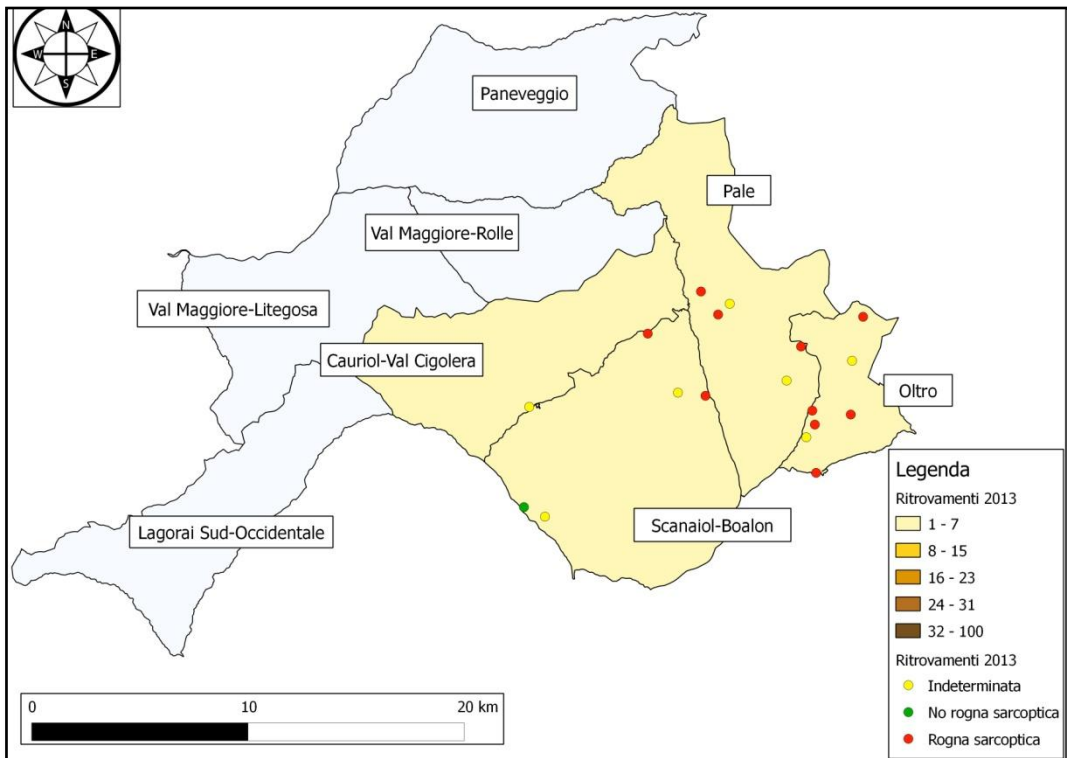 N
W E
S
Paneveggio
Pale
Val Maggiore-Rolle
Val Maggiore-Litegosa
Cauriol-Val Cigolera
Oltro
Lagorai Sud-Occidentale
Scanaiol-Boalon
Legenda
Ritrovamenti 2013
1 - 7
8 - 15
16 - 23
24 - 31
32 - 100
Ritrovamenti 2013
Indeterminata
No rogna sarcoptica
Rogna sarcoptica
0 10 20 km